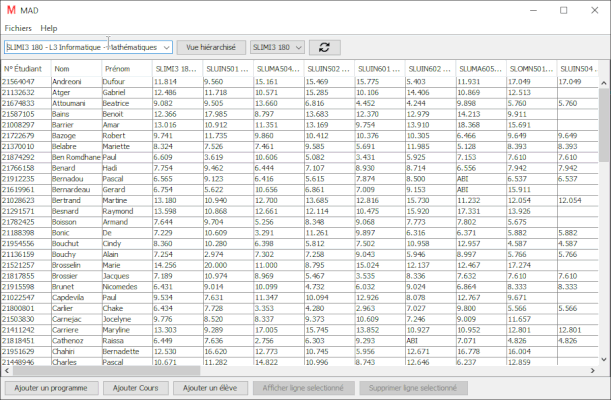 M MAD
Fichiers Help
SLIMI3 180 - L3 Informatique - Mathématiques Vue hiérarchisé SLIMI3 180
N° Étudiant Nom Prénom SLIMI3 18... SLUIN501 ... SLUMA504... SLUIN502 ... SLUIN601 ... SLUIN602 ... SLUMA605... SLOMN501 ... SLUIN504 ...
21564047 Andreoni Dufour 11.814 9.560 15.161 15.469 15.775 5.403 11.931 17.049 17.049
21132632 Atger Gabriel 12.486 11.718 10.571 15.285 10.106 14.406 10.869 12.513
21674833 Attoumani Beatrice 9.082 9.505 13.660 6.816 4.452 4.244 9.898 5.760 5.760
21587105 Bains Benoit 12.366 17.985 8.797 13.683 12.370 12.979 14.213 9.911
21008297 Barrier Amar 13.016 10.912 11.351 13.169 9.754 13.910 18.368 15.691
21722679 Bazoge Robert 9.741 11.735 9.860 10.412 10.376 10.305 6.466 9.649 9.649
21370010 Belabre Mariette 8.324 7.526 7.461 9.585 5.691 11.985 5.128 8.393 8.393
21874292 Ben Romdhane Paul 6.609 3.619 10.606 5.082 3.431 5.925 7.153 7.610 7.610
21766158 Benard Hadi 7.754 9.462 6.444 7.107 8.930 8.714 6.556 7.942 7.942
21912235 Bernadou Pascal 6.565 9.123 6.416 5.615 7.874 8.500 ABI 6.537 6.537
21619961 Bernardeau Gerard 6.754 5.622 10.656 6.861 7.009 9.153 ABI 15.911
21028623 Bertrand Martine 13.180 10.940 12.700 13.685 12.816 15.730 11.232 12.054 12.054
21291571 Besnard Raymond 13.598 10.868 12.661 12.114 10.475 15.920 17.331 13.926
21782425 Boisson Armand 7.644 9.704 5.256 8.348 9.068 7.773 7.802 5.675
21188398 Bonic De 7.229 10.609 3.291 11.261 9.897 6.316 6.371 5.882 5.882
21954556 Bouchut Cindy 8.360 10.280 6.398 5.812 7.502 10.958 12.957 4.587 4.587
21136159 Bouchy Alain 7.254 2.974 7.302 7.258 9.043 5.946 8.997 5.766 5.766
21521257 Brosselin Marie 14.256 20.000 11.000 8.795 15.024 12.137 12.467 17.274
21817855 Brossier Jacques 7.189 10.974 8.969 5.467 3.535 8.336 7.632 7.610 7.610
21915598 Brunet Nicomedes 6.431 9.014 10.099 4.732 6.032 9.024 6.864 8.333 8.333
21022547 Capdevila Paul 9.534 7.631 11.347 10.094 12.926 8.078 12.767 9.671
21800801 Carlier Chake 6.434 7.728 3.353 4.280 2.963 7.027 9.800 5.566 5.566
21503830 Carnejac Jocelyne 9.776 8.520 8.337 9.373 10.609 7.246 9.009 11.657
21411242 Carriere Maryline 13.303 9.289 17.005 15.745 13.852 10.927 10.952 12.801 12.801
21818451 Cathenoz Raissa 6.449 7.636 2.756 6.303 9.293 ABI 7.071 4.826 4.826
21951629 Chahiri Bernadette 12.530 16.620 12.773 10.745 5.956 12.671 16.778 16.004
21448946 Charles Pascal 10.671 11.282 14.822 10.996 8.743 12.646 6.237 12.859
Ajouter un programme Ajouter Cours Ajouter un élève Afficher ligne selectionné Supprimer ligne selectionné